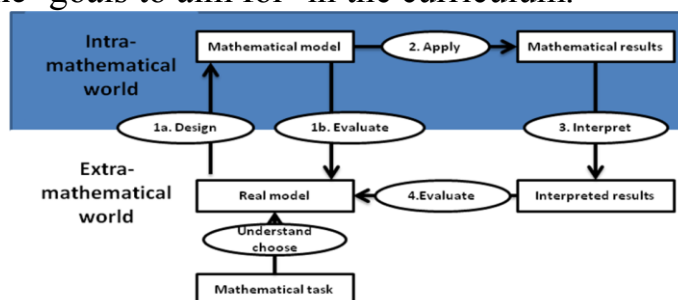 goals to aim for in the curriculum.
Intra-
mathematical
world
Mathematical model
2. Apply
Mathematical results
1a. Design
1b. Evaluate
3. Interpret
Extra-
mathematical
world
Real model
4.Evaluate
Interpreted results
Understand
choose
Mathematical task